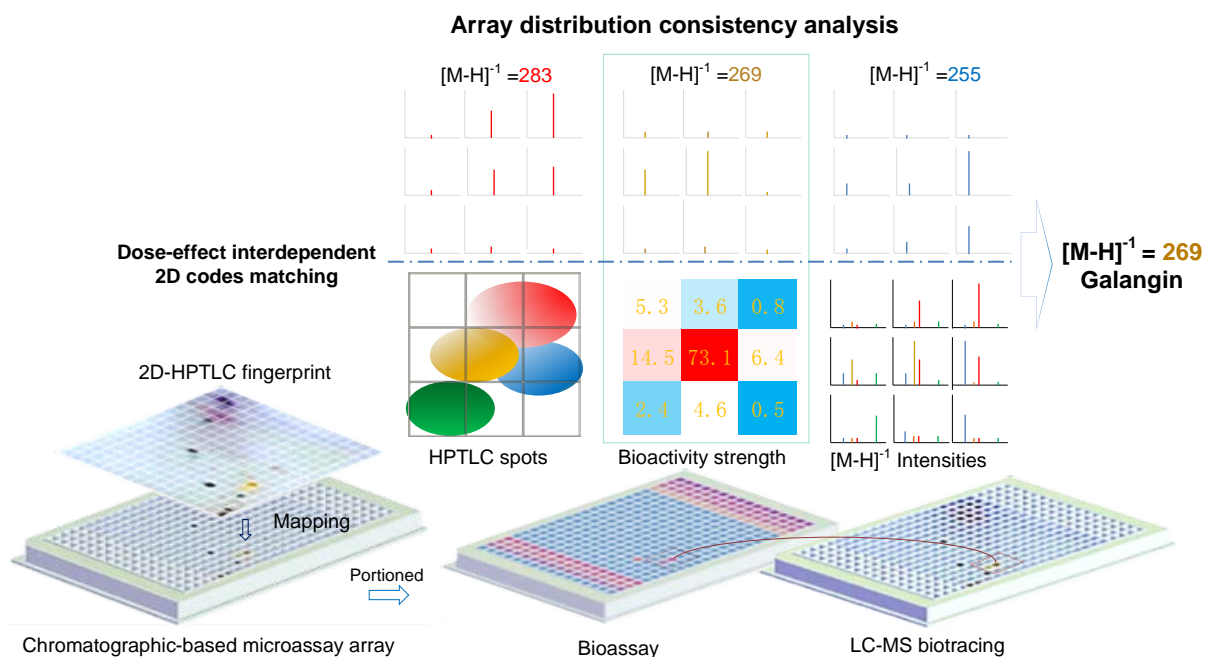 Array distribution consistency analysis
[M-H]⁻¹ =283
[M-H]⁻¹ =269
[M-H]⁻¹ =255
Dose-effect interdependent
2D codes matching
[M-H]⁻¹ = 269
Galangin
5.3 3.6 0.8
14.5 73.1 6.4
2.4 4.6 0.5
2D-HPTLC fingerprint
HPTLC spots
Bioactivity strength
[M-H]⁻¹ Intensities
Mapping
Portioned
Chromatographic-based microassay array
Bioassay
LC-MS biotracing